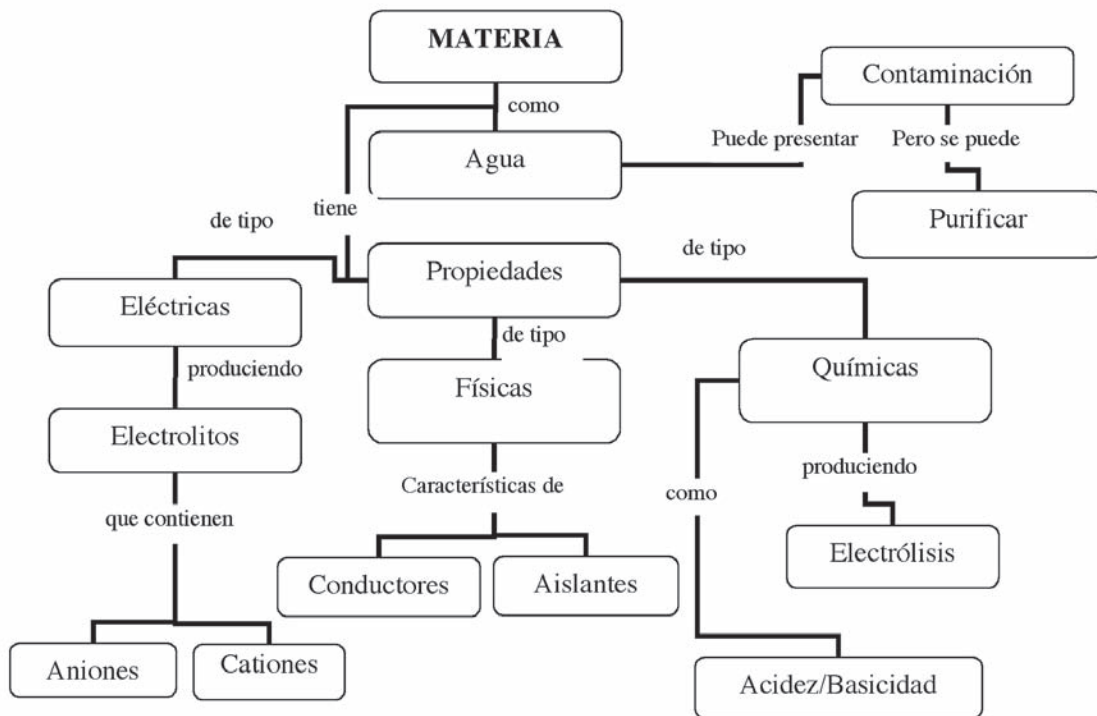 MATERIA
Contaminación
como
Puede presentar
Pero se puede
Agua
Purificar
de tipo
tiene
Propiedades
de tipo
Eléctricas
de tipo
produciendo
Físicas
Químicas
Electrolitos
Características de
produciendo
como
que contienen
Electrólisis
Conductores
Aislantes
Aniones
Cationes
Acidez/Basicidad